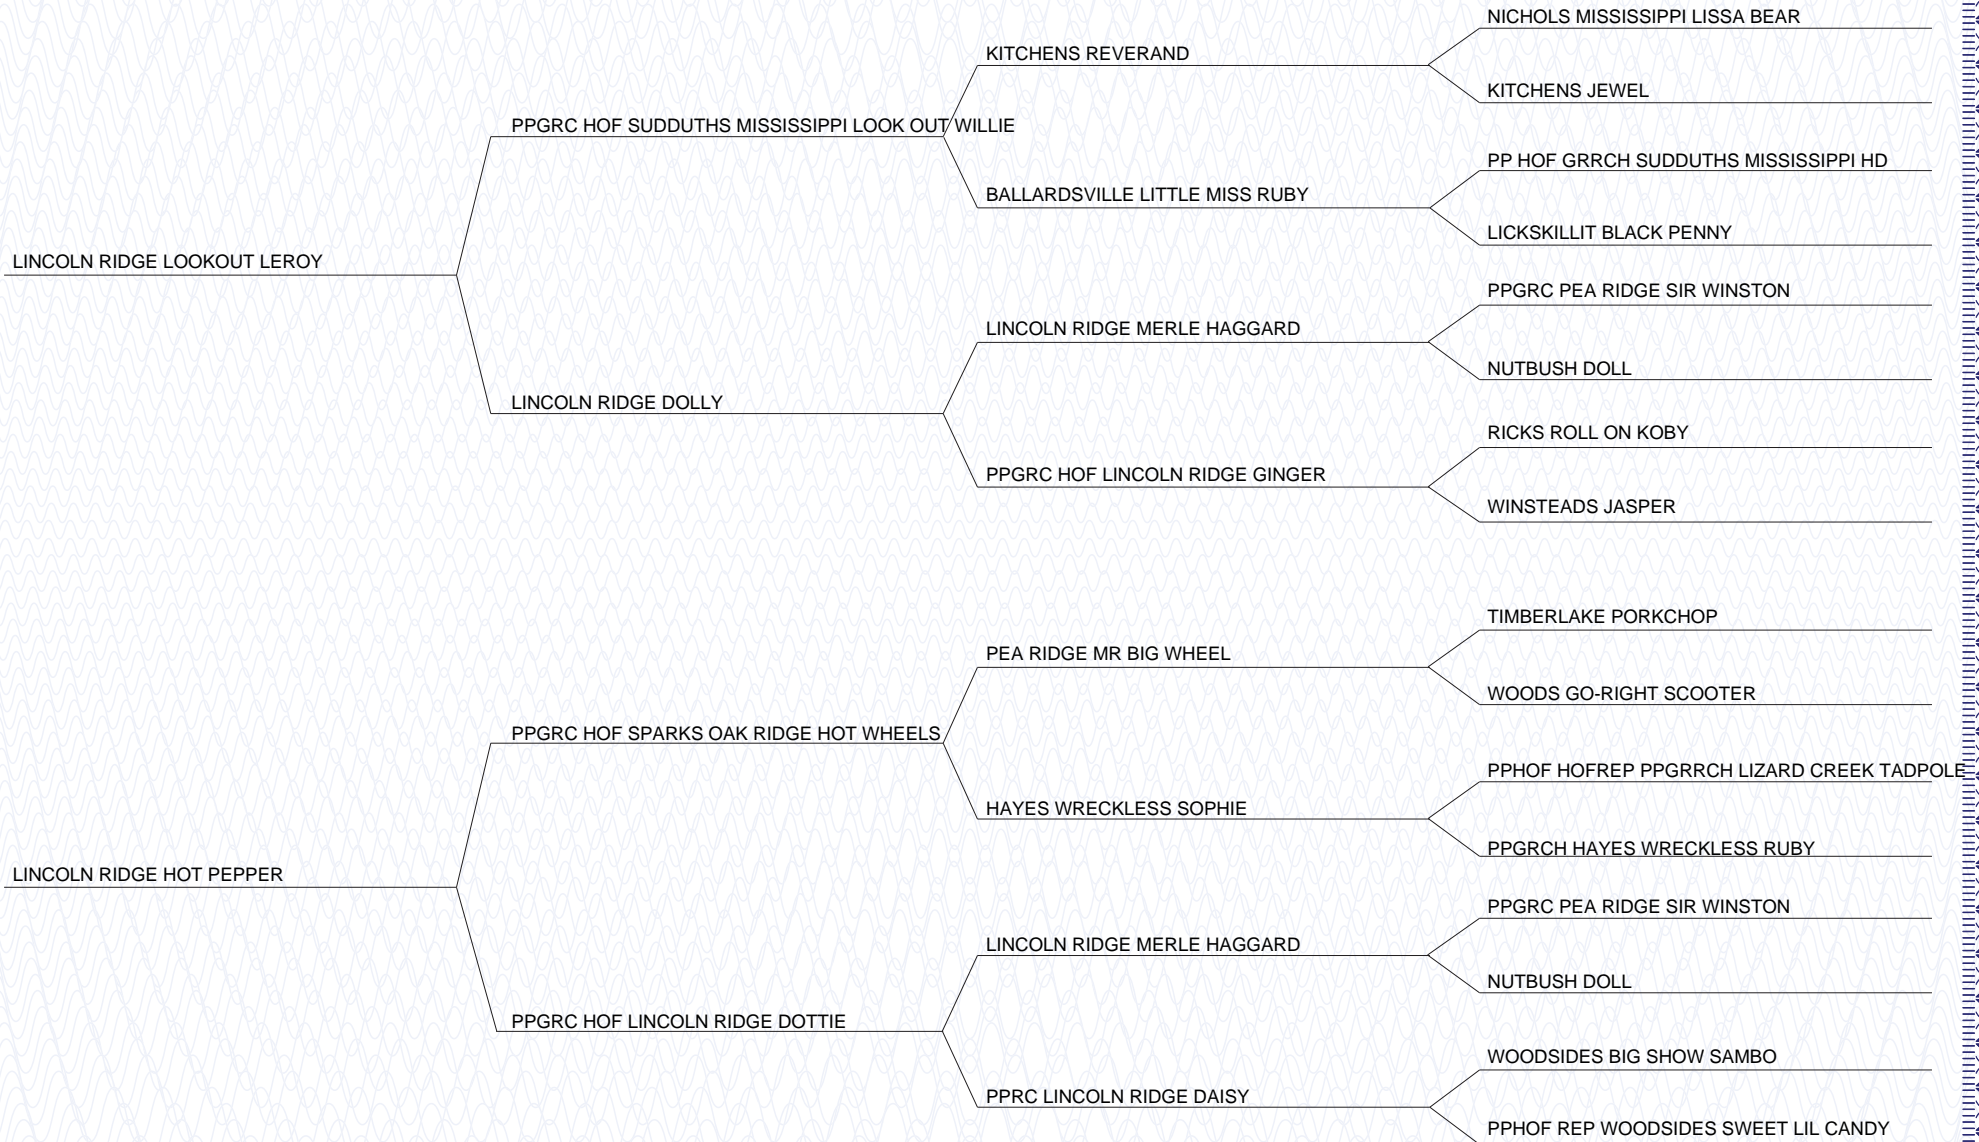 NICHOLS MISSISSIPPI LISSA BEAR
KITCHENS REVERAND
KITCHENS JEWEL
PPGRC HOF SUDDUTHS MISSISSIPPI LOOK OUT WILLIE
PP HOF GRRCH SUDDUTHS MISSISSIPPI HD
BALLARDSVILLE LITTLE MISS RUBY
LICKSKILLIT BLACK PENNY
LINCOLN RIDGE LOOKOUT LEROY
PPGRC PEA RIDGE SIR WINSTON
LINCOLN RIDGE MERLE HAGGARD
NUTBUSH DOLL
LINCOLN RIDGE DOLLY
RICKS ROLL ON KOBY
PPGRC HOF LINCOLN RIDGE GINGER
WINSTEADS JASPER
TIMBERLAKE PORKCHOP
PEA RIDGE MR BIG WHEEL
WOODS GO-RIGHT SCOOTER
PPGRC HOF SPARKS OAK RIDGE HOT WHEELS
PPHOF HOFREP PPGRRCH LIZARD CREEK TADPOLE
HAYES WRECKLESS SOPHIE
PPGRCH HAYES WRECKLESS RUBY
LINCOLN RIDGE HOT PEPPER
PPGRC PEA RIDGE SIR WINSTON
LINCOLN RIDGE MERLE HAGGARD
NUTBUSH DOLL
PPGRC HOF LINCOLN RIDGE DOTTIE
WOODSIDES BIG SHOW SAMBO
PPRC LINCOLN RIDGE DAISY
PPHOF REP WOODSIDES SWEET LIL CANDY